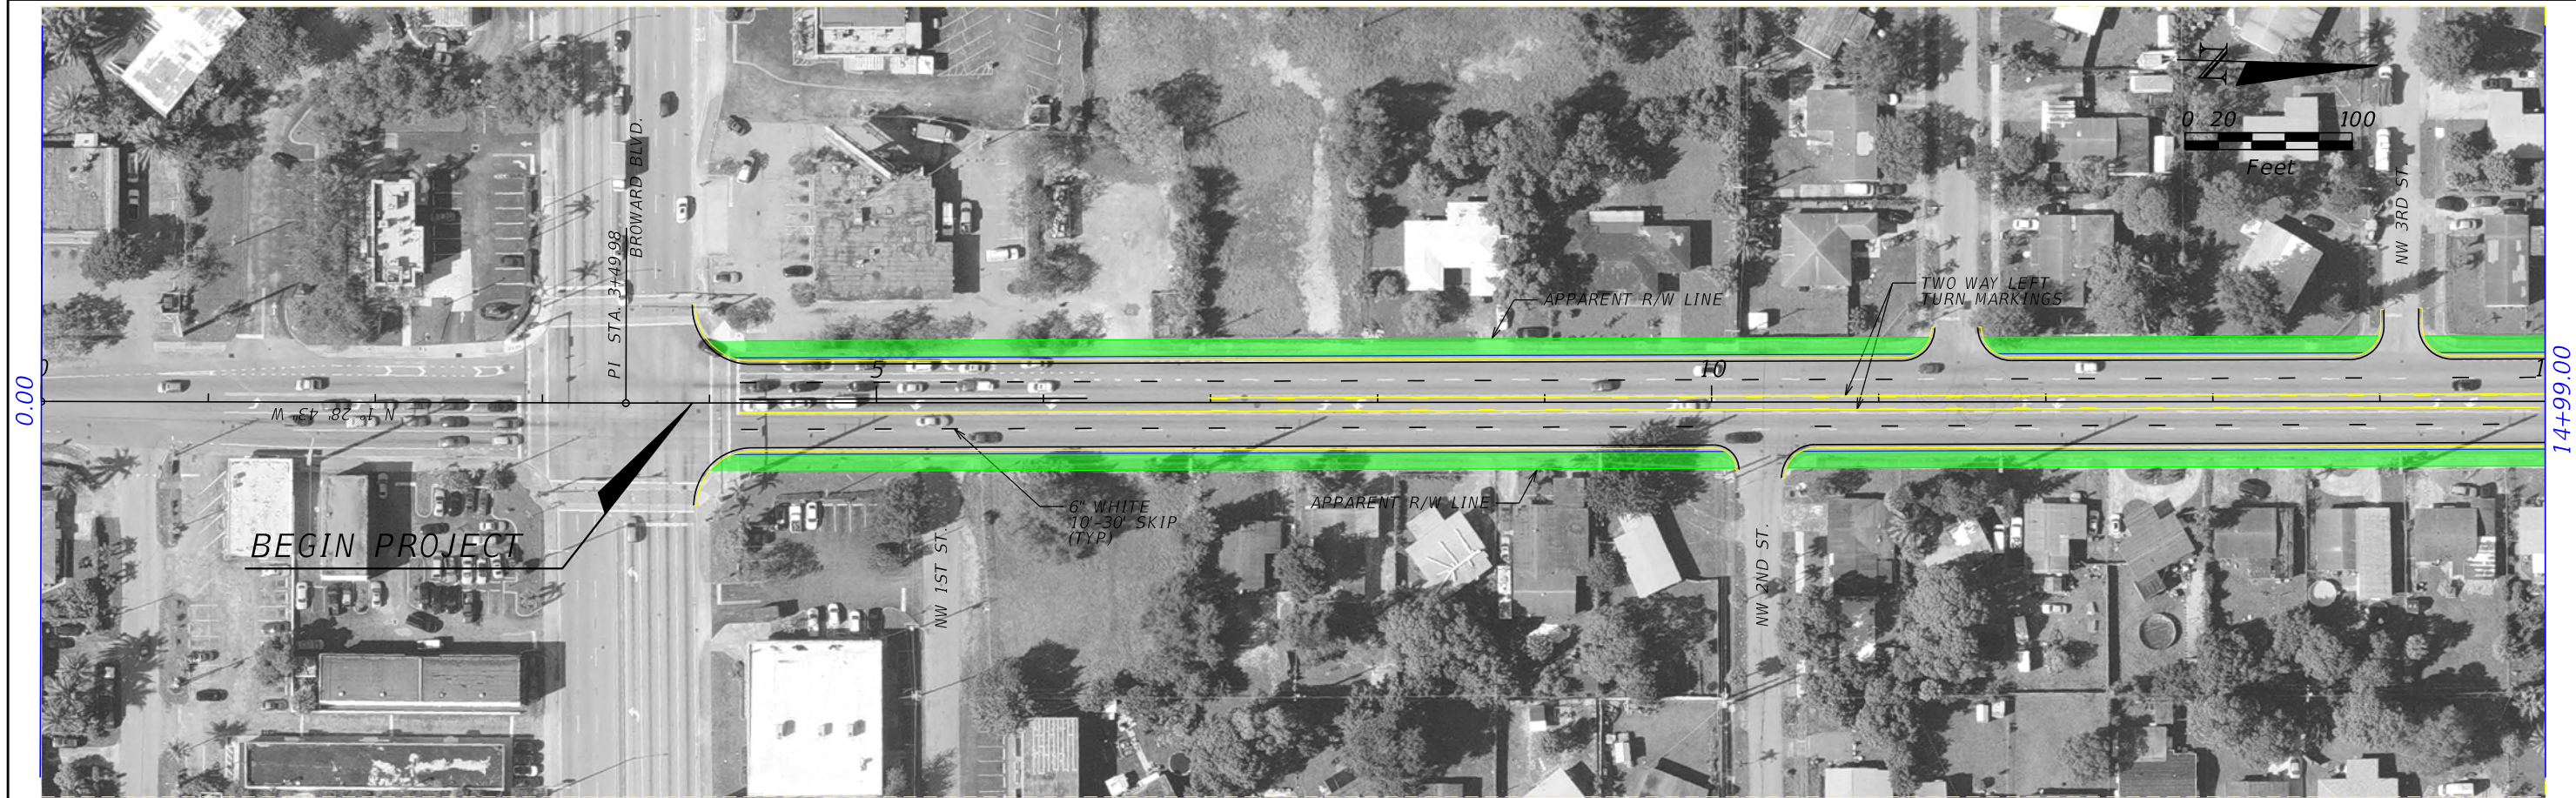 N
0 20 100
Feet
BROWARD BLVD.
PI STA. 3+49.98
NW 3RD ST.
APPARENT R/W LINE
TWO WAY LEFT
TURN MARKINGS
0.00
5
10
1
14+99.00
N 1° 28' 43" W
BEGIN PROJECT
6" WHITE
10'-30' SKIP
(TYP)
APPARENT R/W LINE
NW 1ST ST.
NW 2ND ST.